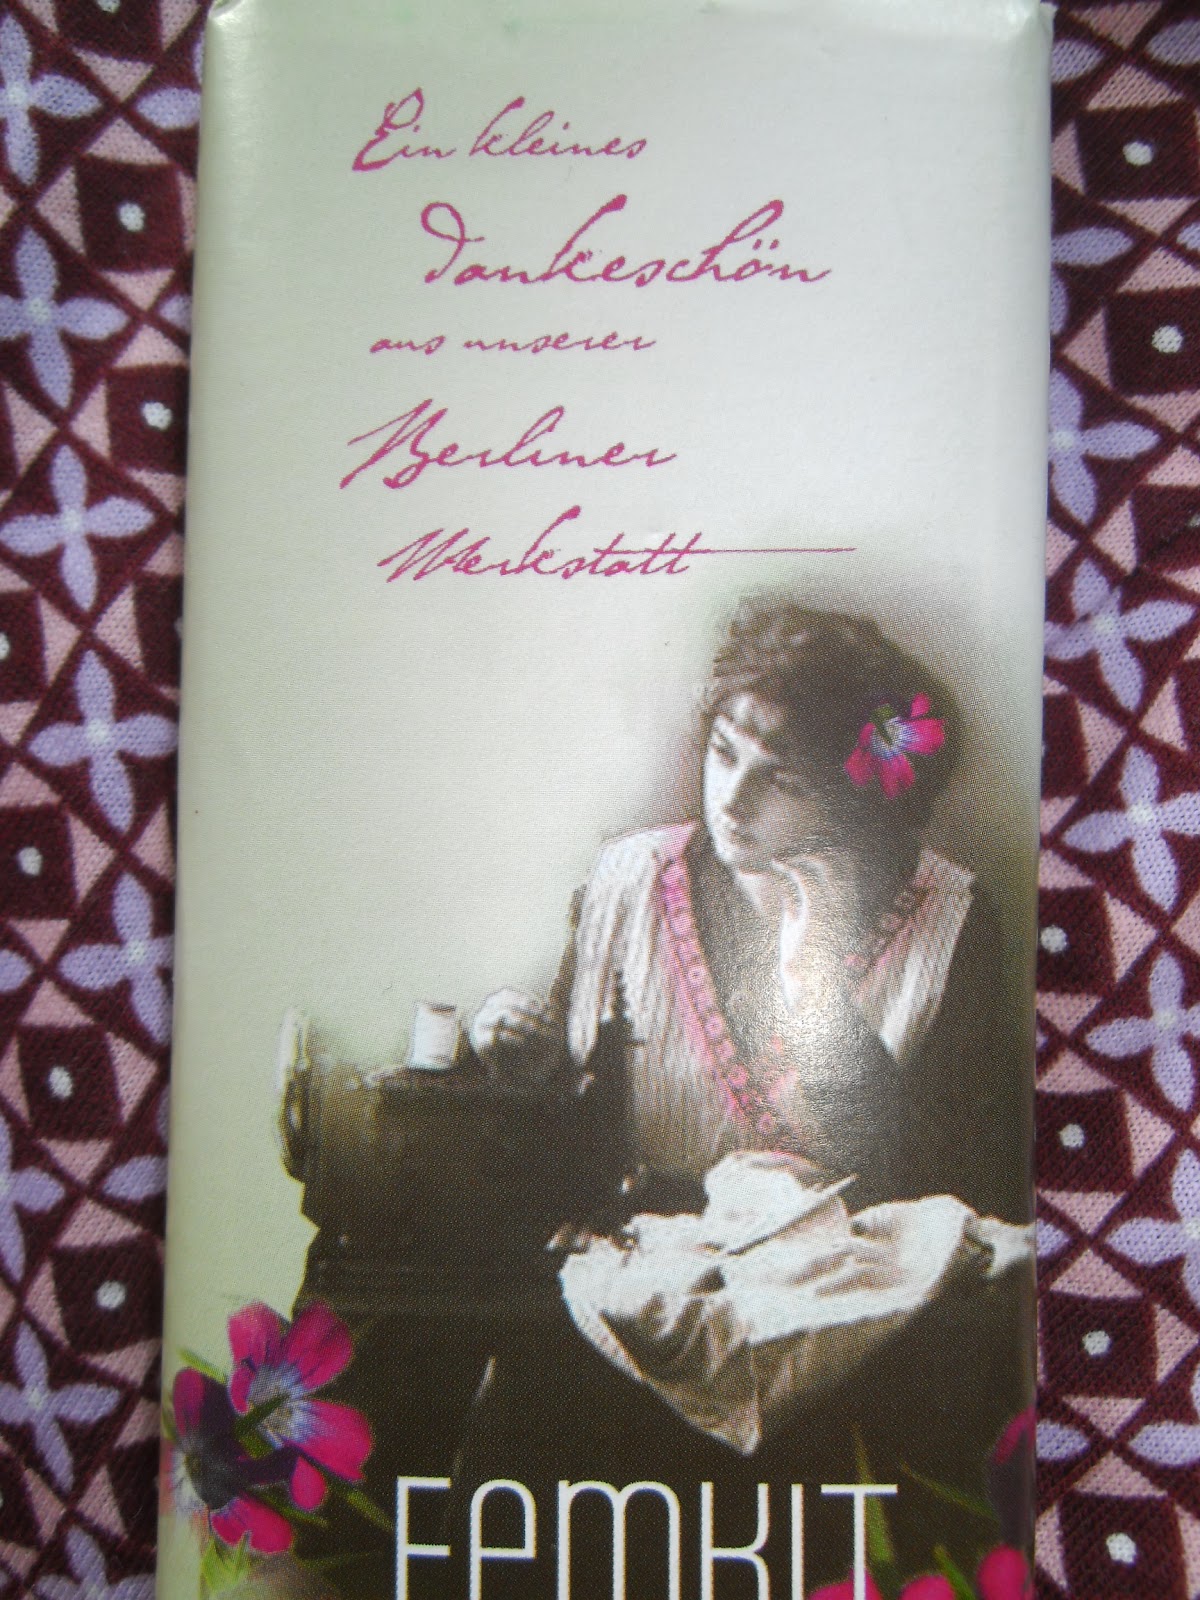 Ein kleines
Dankeschön
aus unserer
Berliner
Werkstatt
FEMKIT